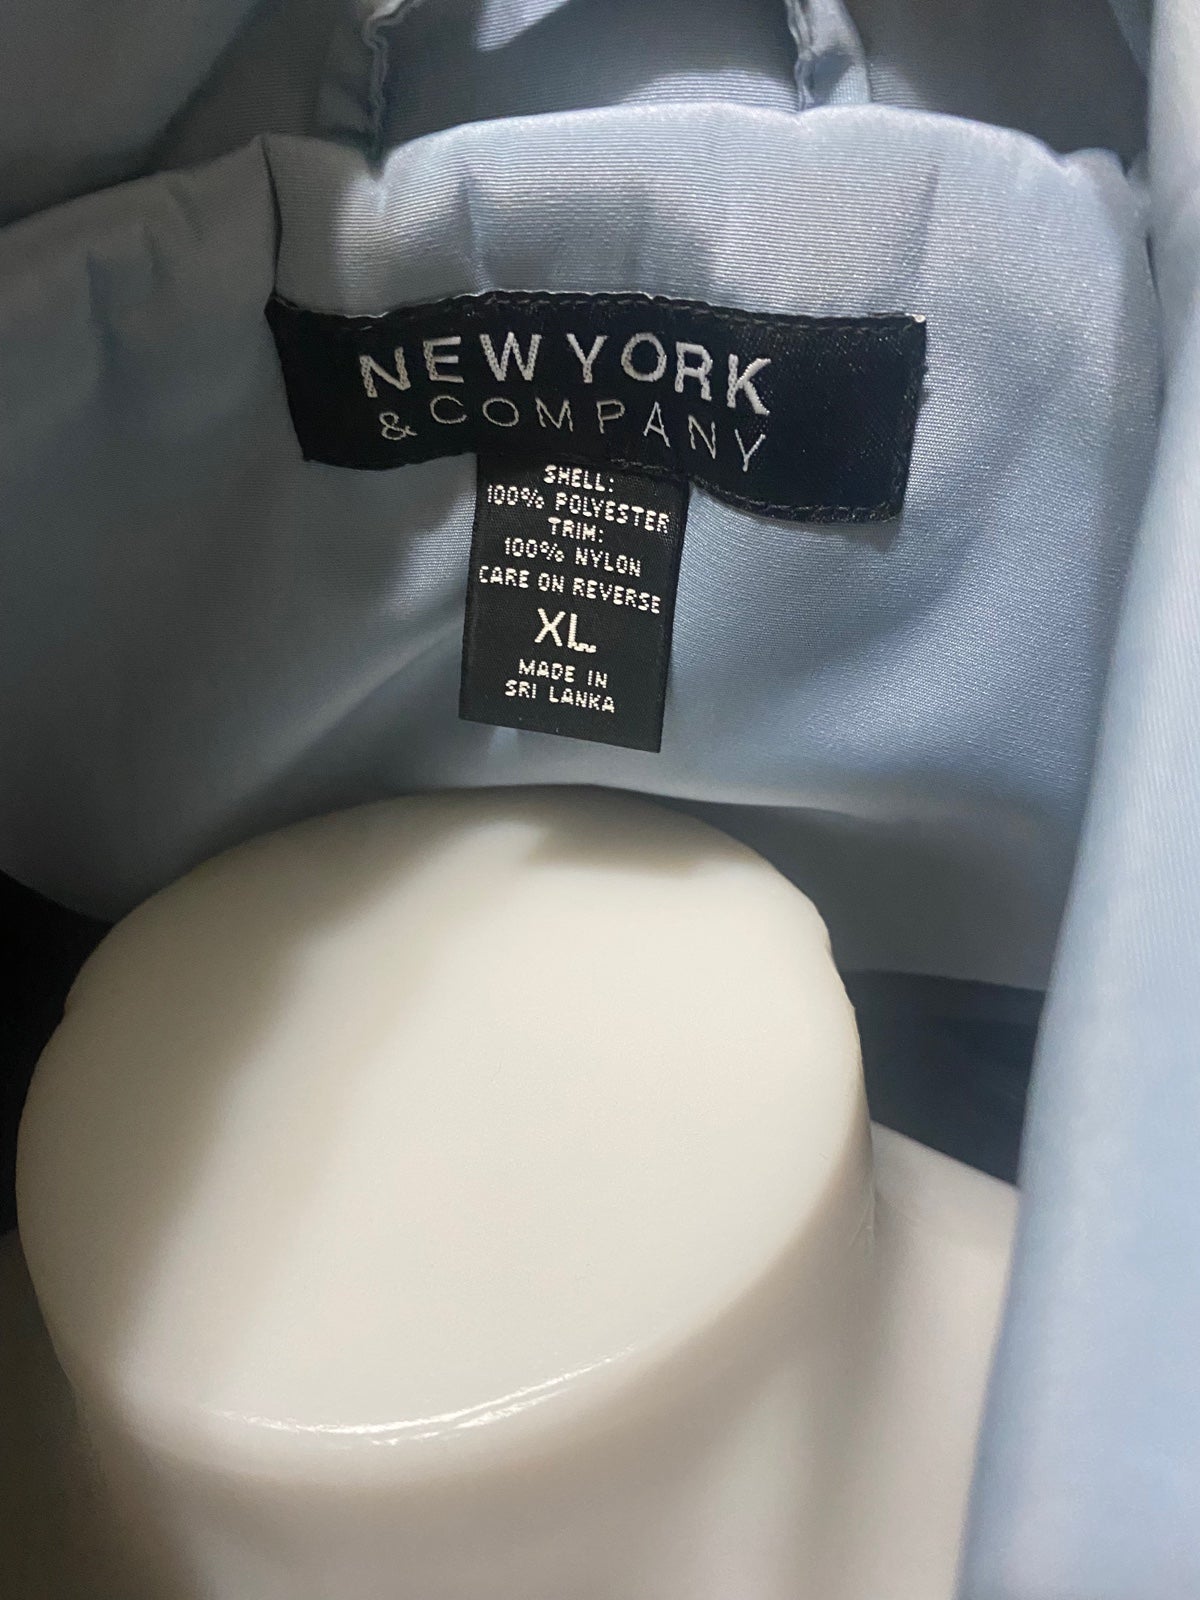 NEW YORK
& COMPANY
SHELL:
100% POLYESTER
TRIM:
100% NYLON
CARE ON REVERSE
XL
MADE IN
SRI LANKA